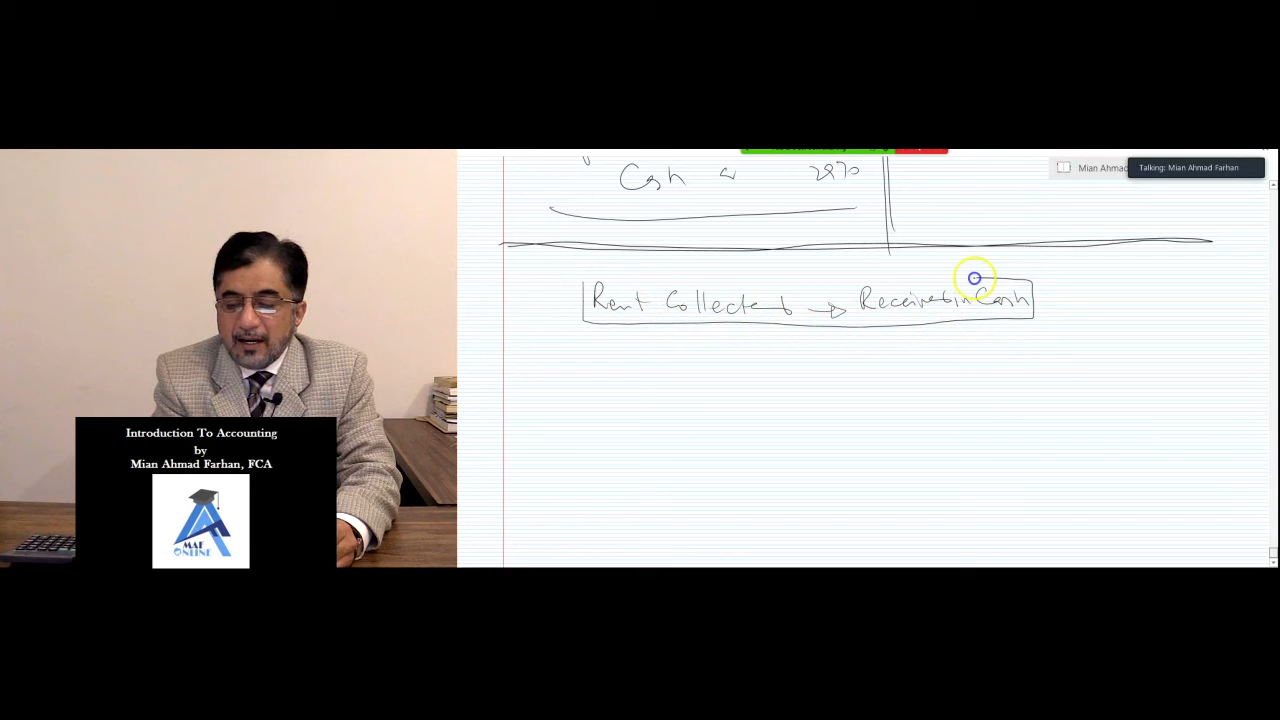 Cash a 2970
Mian Ahmad
Talking: Mian Ahmad Farhan
Rent Collected → Received in Cash
Introduction To Accounting
by
Mian Ahmad Farhan, FCA
MAF
ONLINE